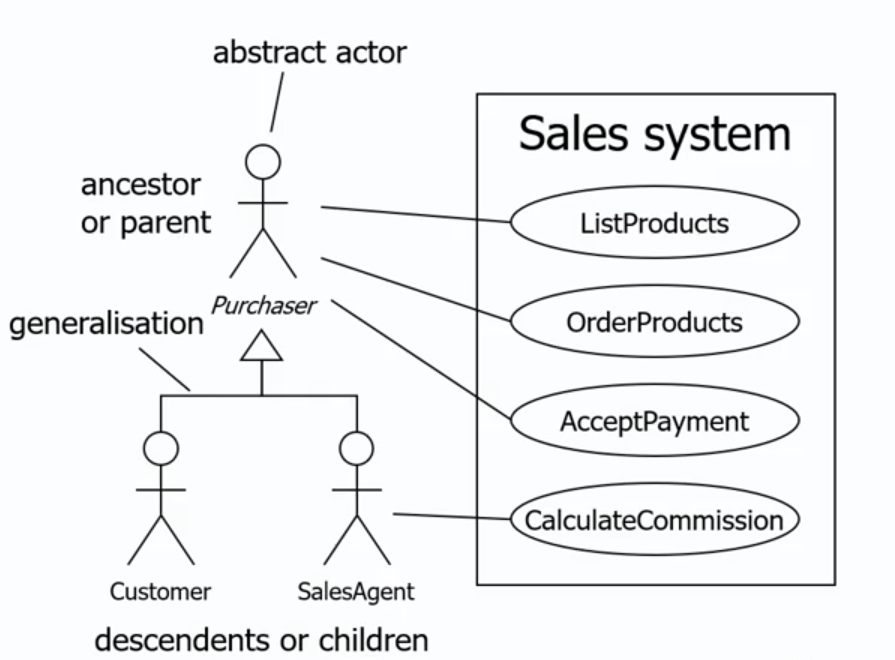 abstract actor
Sales system
ancestor
or parent
ListProducts
Purchaser
generalisation
OrderProducts
AcceptPayment
CalculateCommission
Customer
SalesAgent
descendents or children